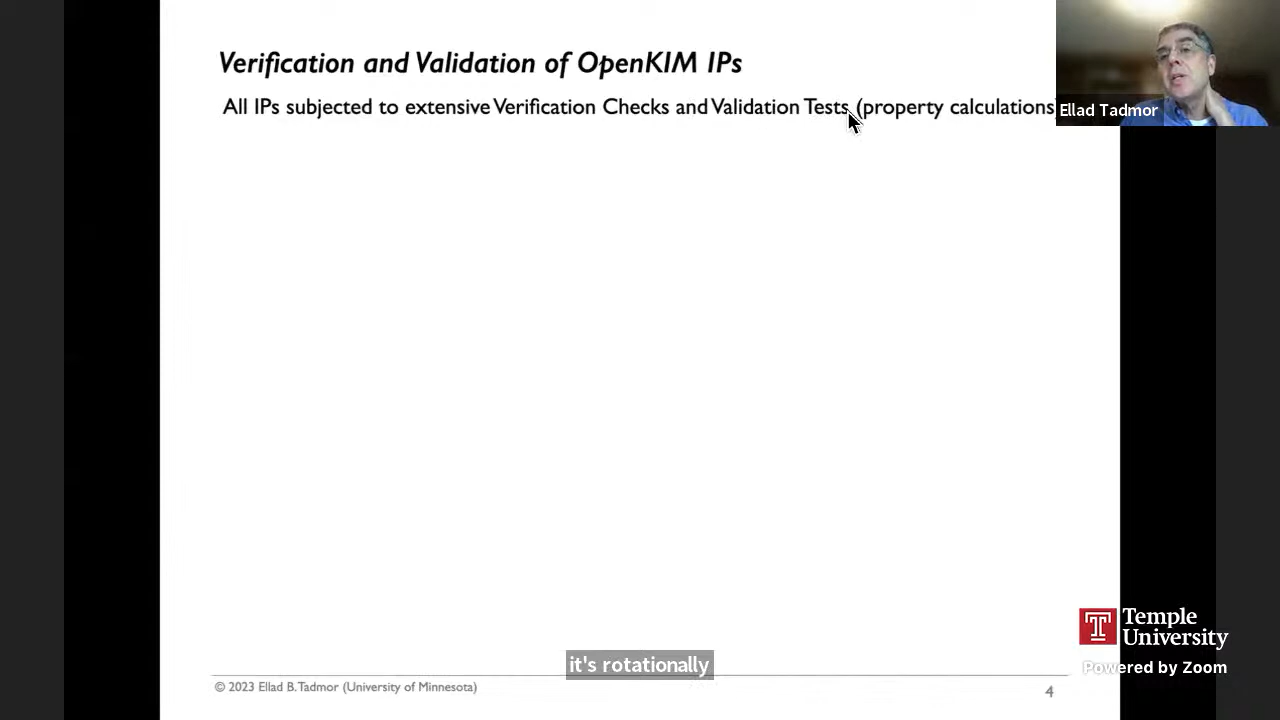 Verification and Validation of OpenKIM IPs
All IPs subjected to extensive Verification Checks and Validation Tests (property calculations
Ellad Tadmor
Temple
University
Powered by Zoom
it's rotationally
© 2023 Ellad B. Tadmor (University of Minnesota)
4